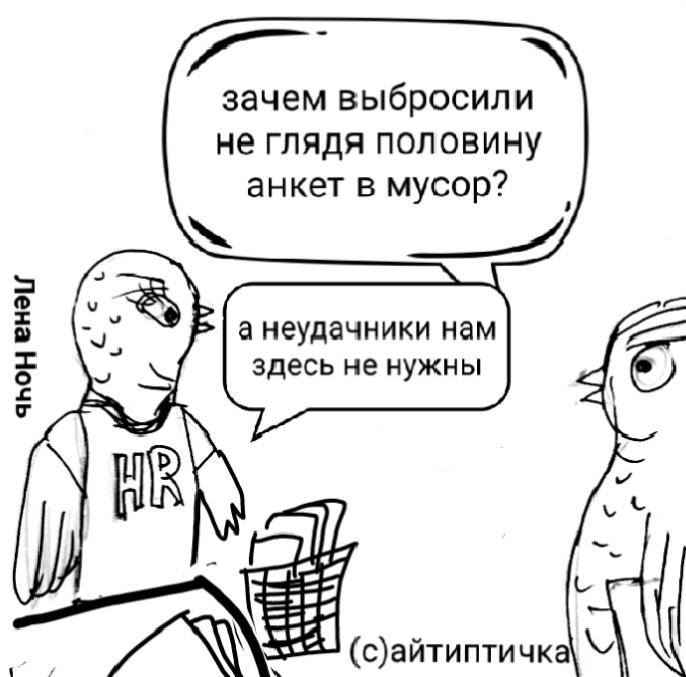 зачем выбросили
не глядя половину
анкет в мусор?
а неудачники нам
здесь не нужны
Лена Ночь
HR
(с)айтиптичка